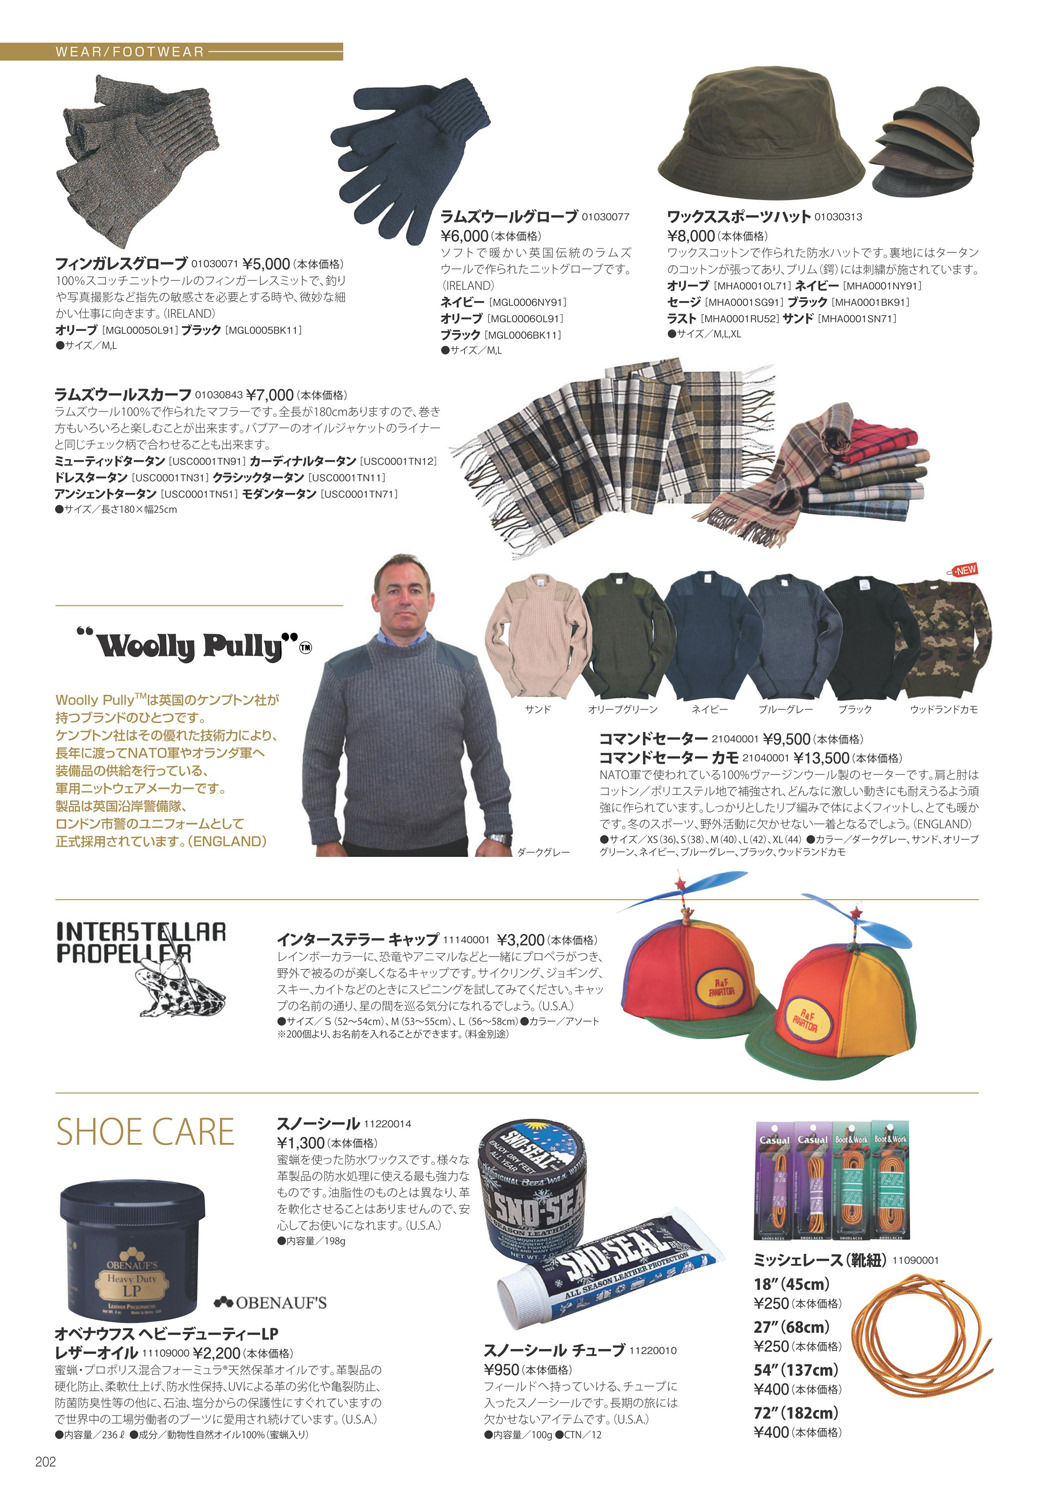 WEAR/FOOTWEAR
フィンガレスグローブ 01030071 ¥5,000(本体価格)
100%スコッチニットウールのフィンガーレスミットで、釣り
や写真撮影など指先の敏感さを必要とする時や、微妙な細
かい仕事に向きます。(IRELAND)
オリーブ [MGL0005OL91] ブラック [MGL0005BK11]
●サイズ/M,L
ラムズウールグローブ 01030077
¥6,000(本体価格)
ソフトで暖かい英国伝統のラムズ
ウールで作られたニットグローブです。
(IRELAND)
ネイビー [MGL0006NY91]
オリーブ [MGL0006OL91]
ブラック [MGL0006BK11]
●サイズ/M,L
ワックススポーツハット 01030313
¥8,000(本体価格)
ワックスコットンで作られた防水ハットです。裏地にはタータン
のコットンが張ってあり、ブリム(鍔)には刺繍が施されています。
オリーブ [MHA0001OL71] ネイビー [MHA0001NY91]
セージ [MHA0001SG91] ブラック [MHA0001BK91]
ラスト [MHA0001RU52] サンド [MHA0001SN71]
●サイズ/M,L,XL
ラムズウールスカーフ 01030843 ¥7,000(本体価格)
ラムズウール100%で作られたマフラーです。全長が180cmありますので、巻き
方もいろいろと楽しむことが出来ます。バブアーのオイルジャケットのライナー
と同じチェック柄で合わせることも出来ます。
ミューティッドタータン [USC0001TN91] カーディナルタータン [USC0001TN12]
ドレスタータン [USC0001TN31] クラシックタータン [USC0001TN11]
アンシェントタータン [USC0001TN51] モダンタータン [USC0001TN71]
●サイズ/長さ180×幅25cm
"Woolly Pully" TM
Woolly Pully™は英国のケンプトン社が
持つブランドのひとつです。
ケンプトン社はその優れた技術力により、
長年に渡ってNATO軍やオランダ軍へ
装備品の供給を行っている、
軍用ニットウェアメーカーです。
製品は英国沿岸警備隊、
ロンドン市警のユニフォームとして
正式採用されています。(ENGLAND)
ダークグレー
NEW
サンド オリーブグリーン ネイビー ブルーグレー ブラック ウッドランドカモ
コマンドセーター 21040001 ¥9,500(本体価格)
コマンドセーター カモ 21040001 ¥13,500(本体価格)
NATO軍で使われている100%ヴァージンウール製のセーターです。肩と肘は
コットン/ポリエステル地で補強され、どんなに激しい動きにも耐えうるよう頑
強に作られています。しっかりとしたリブ編みで体によくフィットし、とても暖か
です。冬のスポーツ、野外活動に欠かせない一着となるでしょう。(ENGLAND)
●サイズ/XS(36)、S(38)、M(40)、L(42)、XL(44) ●カラー/ダークグレー、サンド、オリーブ
グリーン、ネイビー、ブルーグレー、ブラック、ウッドランドカモ
INTERSTELLAR
PROPELLER
インターステラー キャップ 11140001 ¥3,200(本体価格)
レインボーカラーに、恐竜やアニマルなどと一緒にプロペラがつき、
野外で被るのが楽しくなるキャップです。サイクリング、ジョギング、
スキー、カイトなどのときにスピニングを試してみてください。キャッ
プの名前の通り、星の間を巡る気分になれるでしょう。(U.S.A.)
●サイズ/S(52〜54cm)、M(53〜55cm)、L(56〜58cm)●カラー/アソート
※200個より、お名前を入れることができます。(料金別途)
R&F
AVIATOR
R&F
AVIATOR
SHOE CARE
スノーシール 11220014
¥1,300(本体価格)
蜜蝋を使った防水ワックスです。様々な
革製品の防水処理に使える最も強力な
ものです。油脂性のものとは異なり、革
を軟化させることはありませんので、安
心してお使いになれます。(U.S.A.)
●内容量/198g
SNO-SEAL
ENJOY DRY FEET
ALL YEAR
ORIGINAL Bees Wax
SNO-SEAL
SEASON LEATHER
SNO-SEAL
ALL SEASON LEATHER PROTECTION
OBENAUF'S
Heavy Duty
LP
LEATHER PRESERVATIVE
OBENAUF'S
オベナウフス ヘビーデューティーLP
レザーオイル 11109000 ¥2,200(本体価格)
蜜蝋・プロポリス混合フォーミュラ®天然保革オイルです。革製品の
硬化防止、柔軟仕上げ、防水性保持、UVによる革の劣化や亀裂防止、
防菌防臭性等の他に、石油、塩分からの保護性にすぐれていますの
で世界中の工場労働者のブーツに愛用され続けています。(U.S.A.)
●内容量/236ℓ ●成分/動物性自然オイル100%(蜜蝋入り)
スノーシール チューブ 11220010
¥950(本体価格)
フィールドへ持っていける、チューブに
入ったスノーシールです。長期の旅には
欠かせないアイテムです。(U.S.A.)
●内容量/100g ●CTN/12
Casual Casual Boot & Work Boot & Work
SHOELACES SHOELACES SHOELACES SHOELACES
ミッシェレース(靴紐) 11090001
18"(45cm)
¥250(本体価格)
27"(68cm)
¥250(本体価格)
54"(137cm)
¥400(本体価格)
72"(182cm)
¥400(本体価格)
202